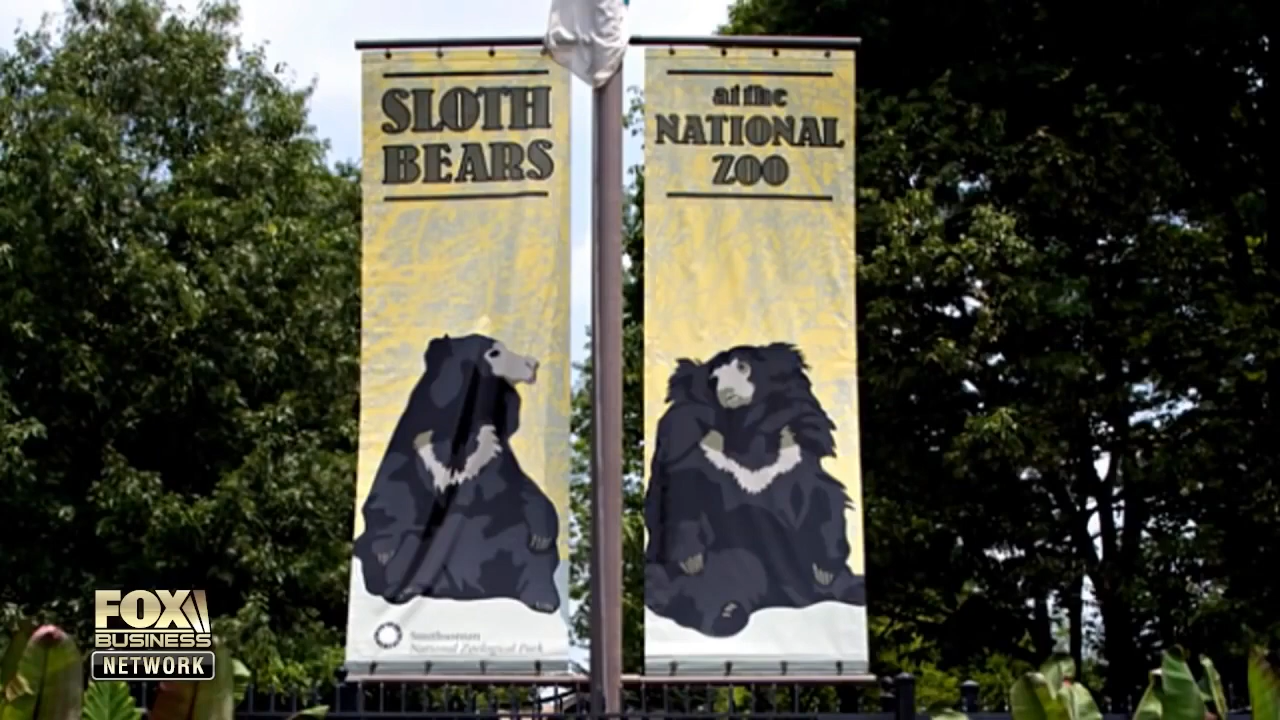 SLOTH
BEARS
at the
NATIONAL
ZOO
Smithsonian
National Zoological Park
FOX
BUSINESS
NETWORK